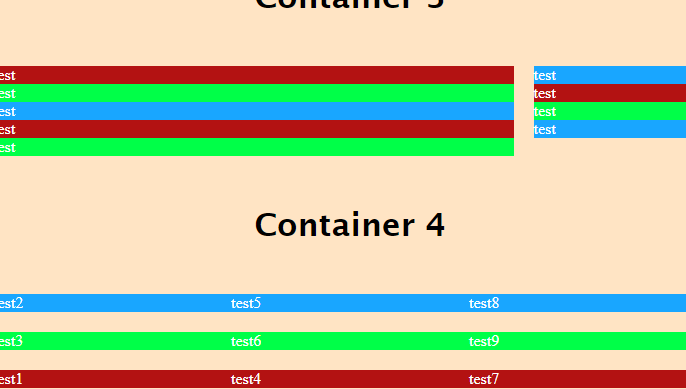 Container 3
est
est
est
est
est
test
test
test
test
Container 4
est2 test5 test8
est3 test6 test9
est1 test4 test7